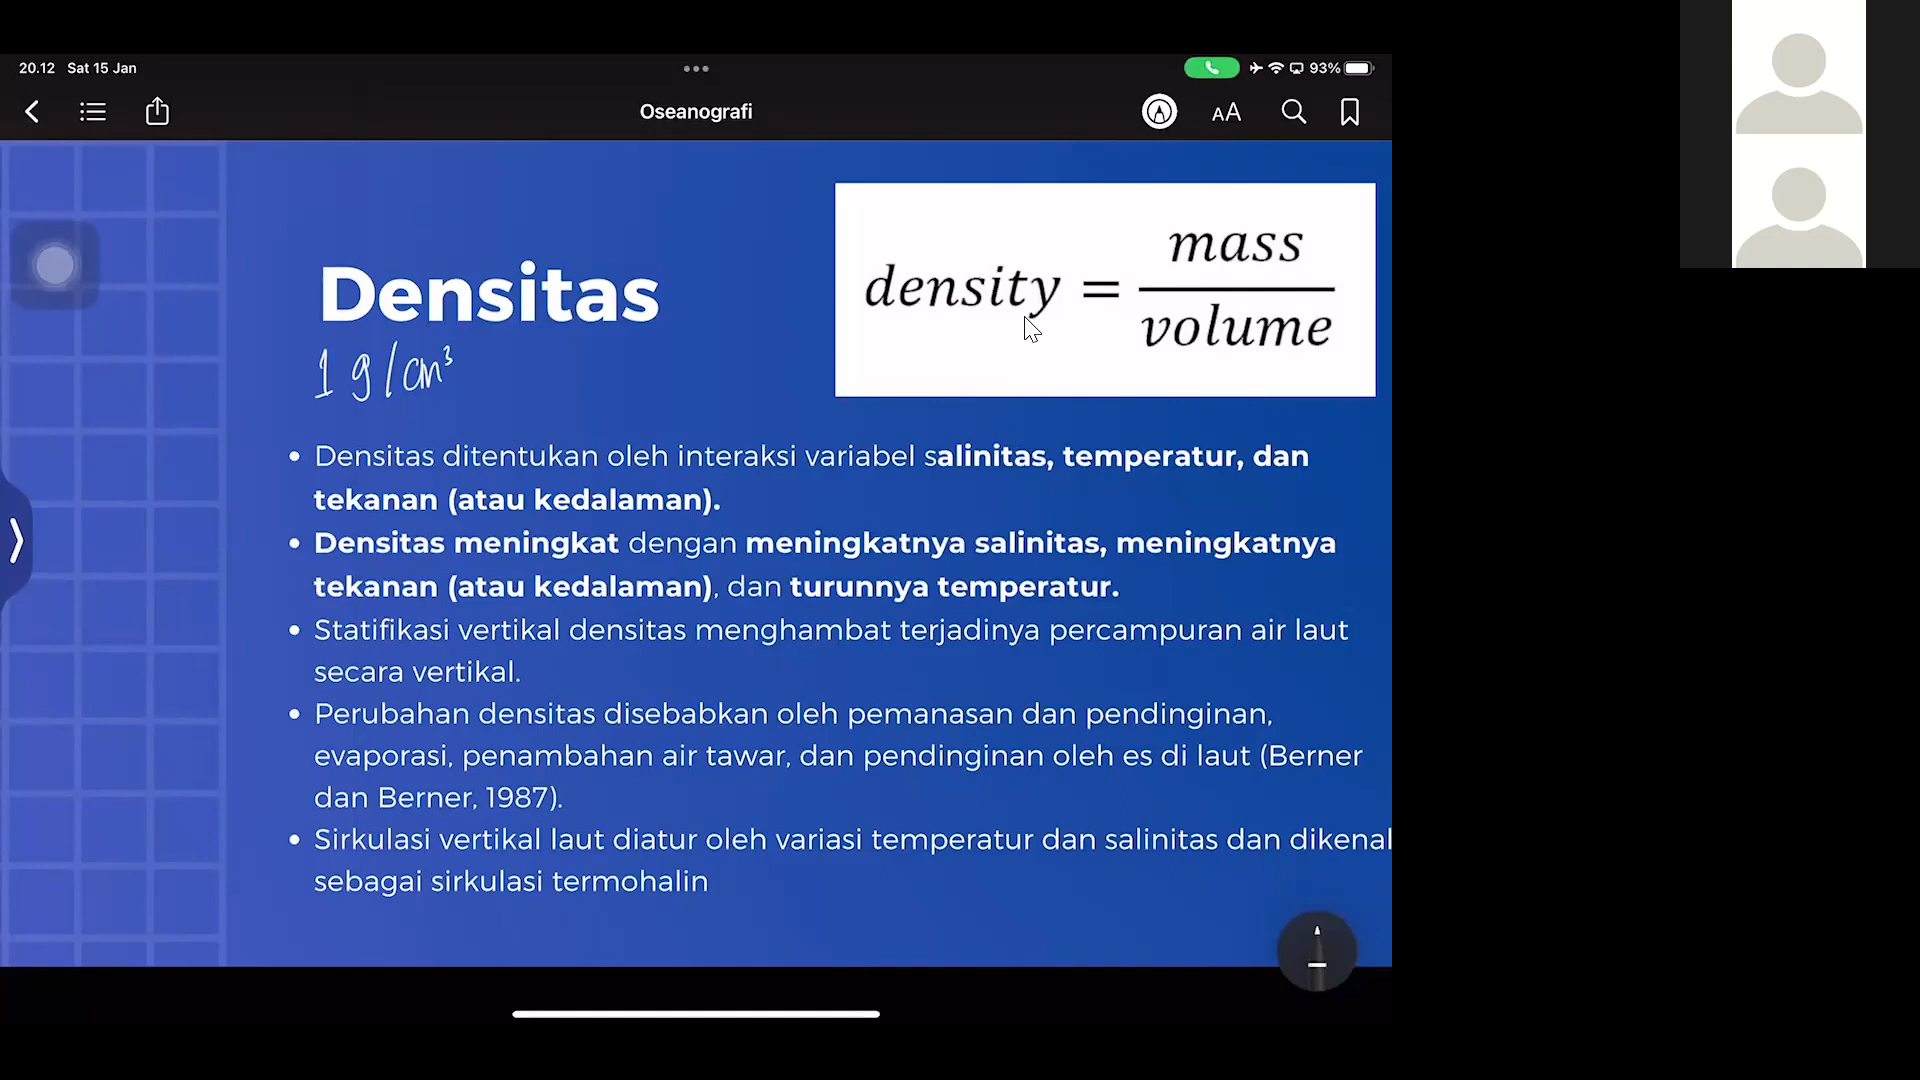 20.12 Sat 15 Jan
93%
Oseanografi
AA
density = mass / volume
Densitas
1 g/cm³
• Densitas ditentukan oleh interaksi variabel salinitas, temperatur, dan
tekanan (atau kedalaman).
• Densitas meningkat dengan meningkatnya salinitas, meningkatnya
tekanan (atau kedalaman), dan turunnya temperatur.
• Statifikasi vertikal densitas menghambat terjadinya percampuran air laut
secara vertikal.
• Perubahan densitas disebabkan oleh pemanasan dan pendinginan,
evaporasi, penambahan air tawar, dan pendinginan oleh es di laut (Berner
dan Berner, 1987).
• Sirkulasi vertikal laut diatur oleh variasi temperatur dan salinitas dan dikenal
sebagai sirkulasi termohalin